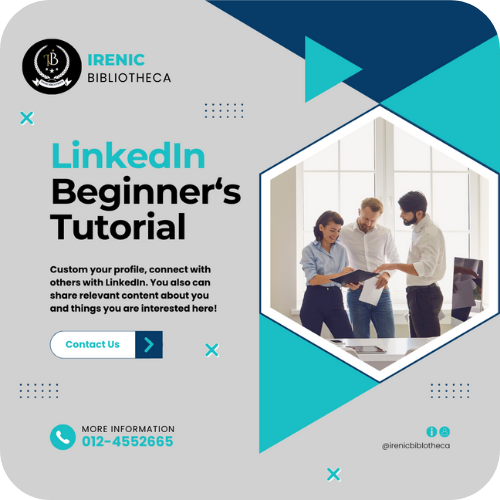 IRENIC
BIBLIOTHECA
LinkedIn
Beginner‘s
Tutorial
Custom your profile, connect with
others with LinkedIn. You also can
share relevant content about you
and things you are interested here!
Contact Us
MORE INFORMATION
012-4552665
@irenicbiblotheca